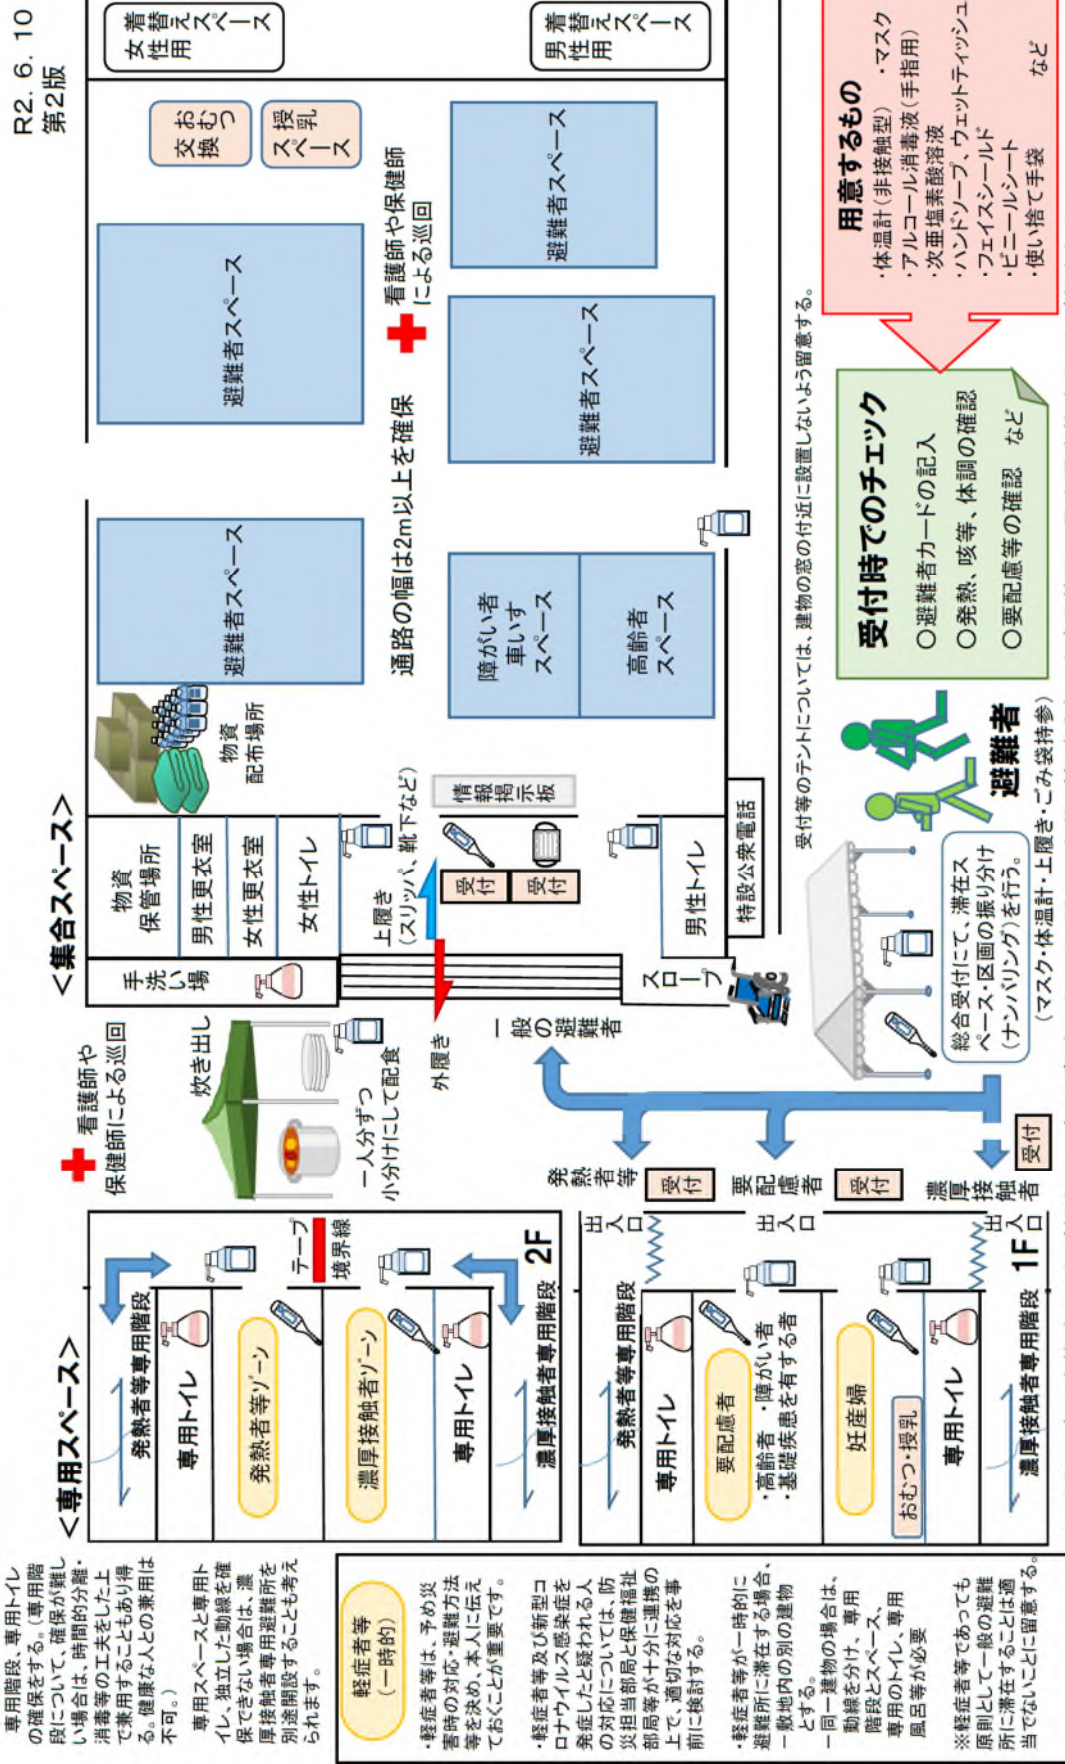 R2. 6. 10
第2版
専用階段、専用トイレ
の確保をする。（専用階
段について、確保が難し
い場合は、時間的分離・
消毒等の工夫をした上
で兼用することもあり得
る。健康な人との兼用は
不可。）
専用スペースと専用ト
イレ、独立した動線を確
保できない場合は、濃
厚接触者専用避難所を
別途開設することも考え
られます。
軽症者等
（一時的）
・軽症者等は、予め災
害時の対応・避難方法
等を決め、本人に伝え
ておくことが重要です。
・軽症者等及び新型コ
ロナウイルス感染症を
発症したと疑われる人
の対応については、防
災担当部局と保健福祉
部局等が十分に連携の
上で、適切な対応を事
前に検討する。
・軽症者等が一時的に
避難所に滞在する場合、
－敷地内の別の建物
とする。
－同一建物の場合は、
動線を分け、専用
階段とスペース、
専用のトイレ、専用
風呂等が必要
※軽症者等であっても
原則として一般の避難
所に滞在することは適
当でないことに留意する。
＜専用スペース＞
発熱者等専用階段
専用トイレ
発熱者等ゾーン
テープ
境界線
濃厚接触者ゾーン
専用トイレ
濃厚接触者専用階段
2F
発熱者等専用階段
出入口
専用トイレ
要配慮者
・高齢者 ・障がい者
・基礎疾患を有する者
出入口
妊産婦
おむつ・授乳
専用トイレ
出入口
濃厚接触者専用階段
1F
看護師や
保健師による巡回
炊き出し
一人分ずつ
小分けにして配食
外履き
一般の避難者
発熱者等
受付
要配慮者
受付
濃厚接触者
受付
＜集合スペース＞
手洗い場
物資
保管場所
男性更衣室
女性更衣室
女性トイレ
上履き
（スリッパ、靴下など）
受付
受付
情報掲示板
スロープ
男性トイレ
特設公衆電話
物資
配布場所
避難者スペース
避難者スペース
通路の幅は2m以上を確保
看護師や保健師
による巡回
障がい者
車いす
スペース
高齢者
スペース
避難者スペース
避難者スペース
おむつ
交換
授乳
スペース
女性用
着替えスペース
男性用
着替えスペース
受付等のテントについては、建物の窓の付近に設置しないよう留意する。
総合受付にて、滞在ス
ペース・区画の振り分け
（ナンバリング）を行う。
避難者
（マスク・体温計・上履き・ごみ袋持参）
受付時でのチェック
○避難者カードの記入
○発熱、咳等、体調の確認
○要配慮等の確認 など
用意するもの
・体温計（非接触型） ・マスク
・アルコール消毒液（手指用）
・次亜塩素酸溶液
・ハンドソープ、ウェットティッシュ
・フェイスシールド
・ビニールシート
・使い捨て手袋 など